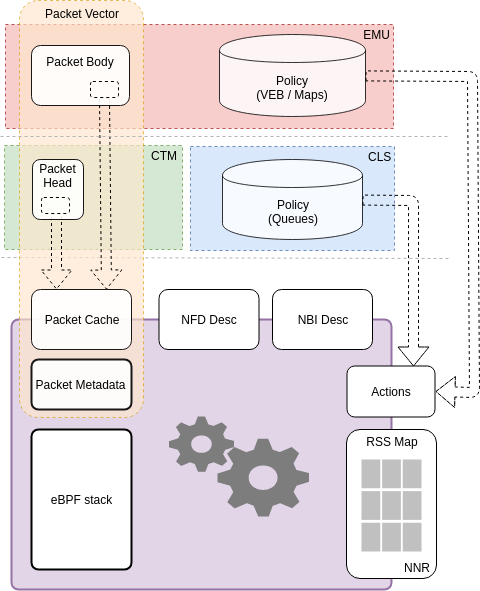 Packet Vector
EMU
Packet Body
Policy
(VEB / Maps)
CTM
CLS
Packet
Head
Policy
(Queues)
Packet Cache
NFD Desc
NBI Desc
Packet Metadata
Actions
RSS Map
eBPF stack
NNR